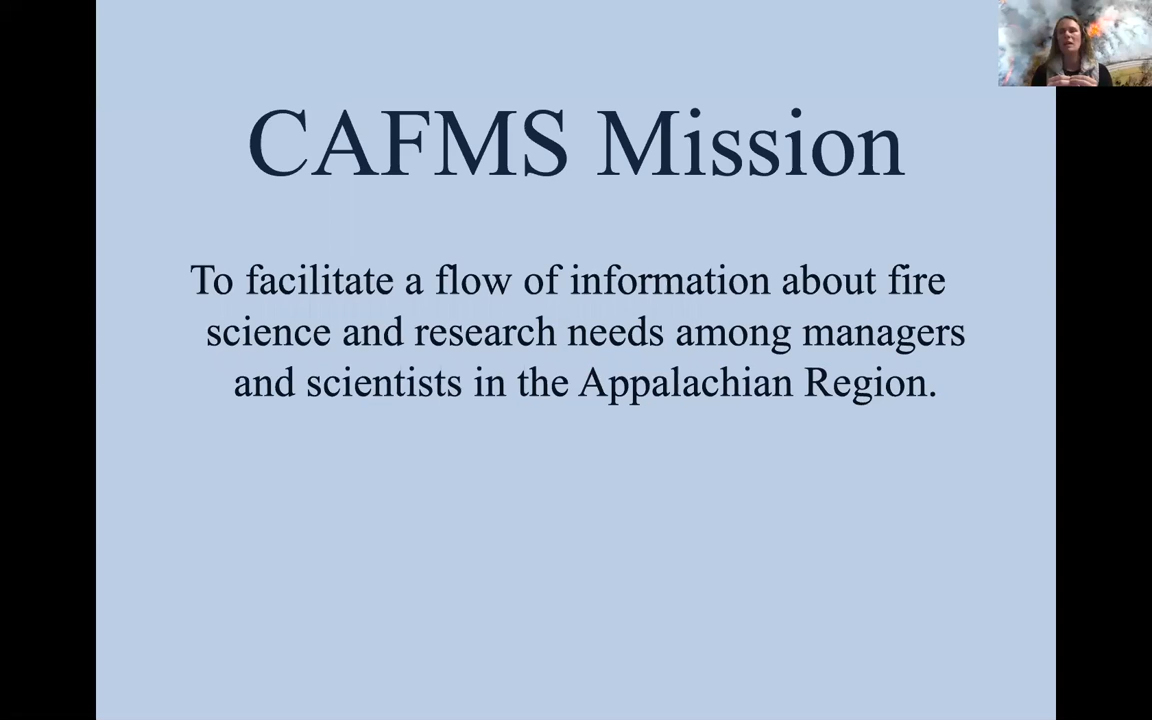 CAFMS Mission
To facilitate a flow of information about fire
science and research needs among managers
and scientists in the Appalachian Region.